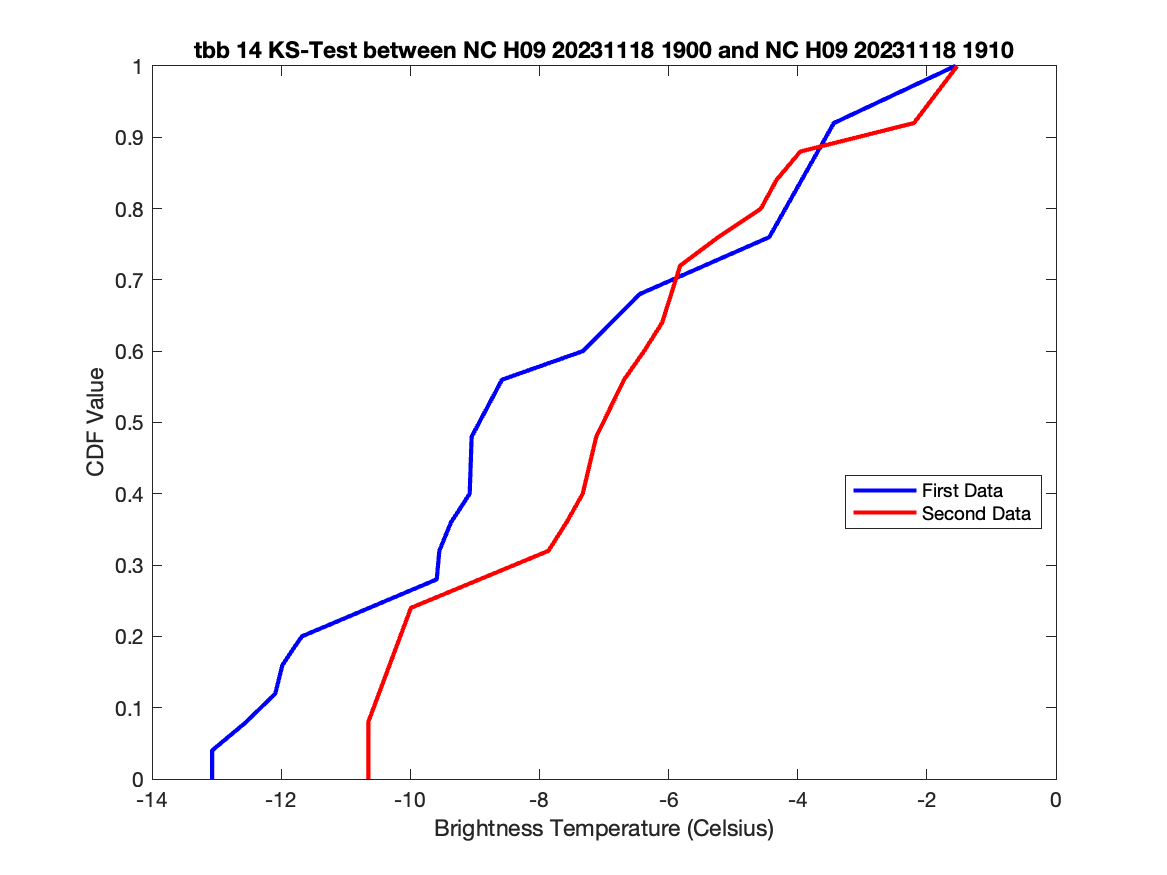 tbb 14 KS-Test between NC H09 20231118 1900 and NC H09 20231118 1910
1
0.9
0.8
0.7
0.6
0.5
0.4
0.3
0.2
0.1
0
CDF Value
First Data
Second Data
-14 -12 -10 -8 -6 -4 -2 0
Brightness Temperature (Celsius)